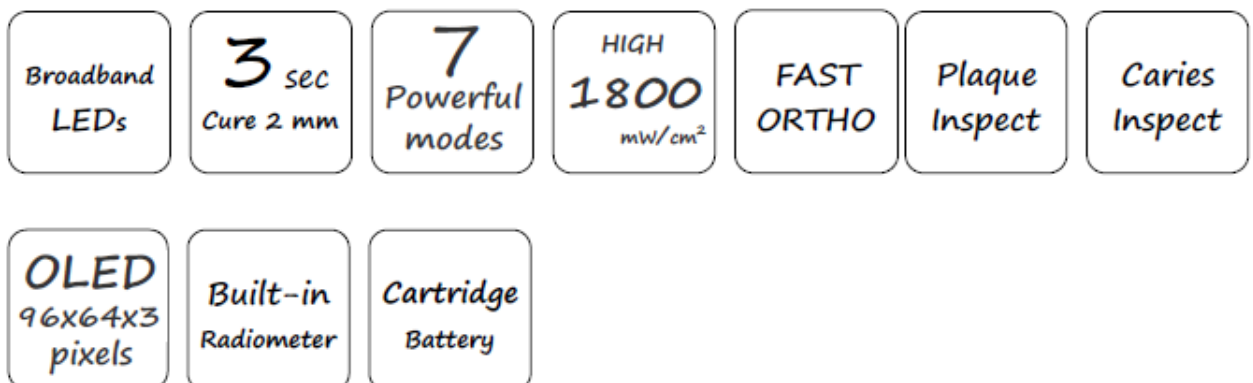 Broadband
LEDs
3 sec
Cure 2 mm
7
Powerful
modes
HIGH
1800
mW/cm²
FAST
ORTHO
Plaque
Inspect
Caries
Inspect
OLED
96x64x3
pixels
Built-in
Radiometer
Cartridge
Battery